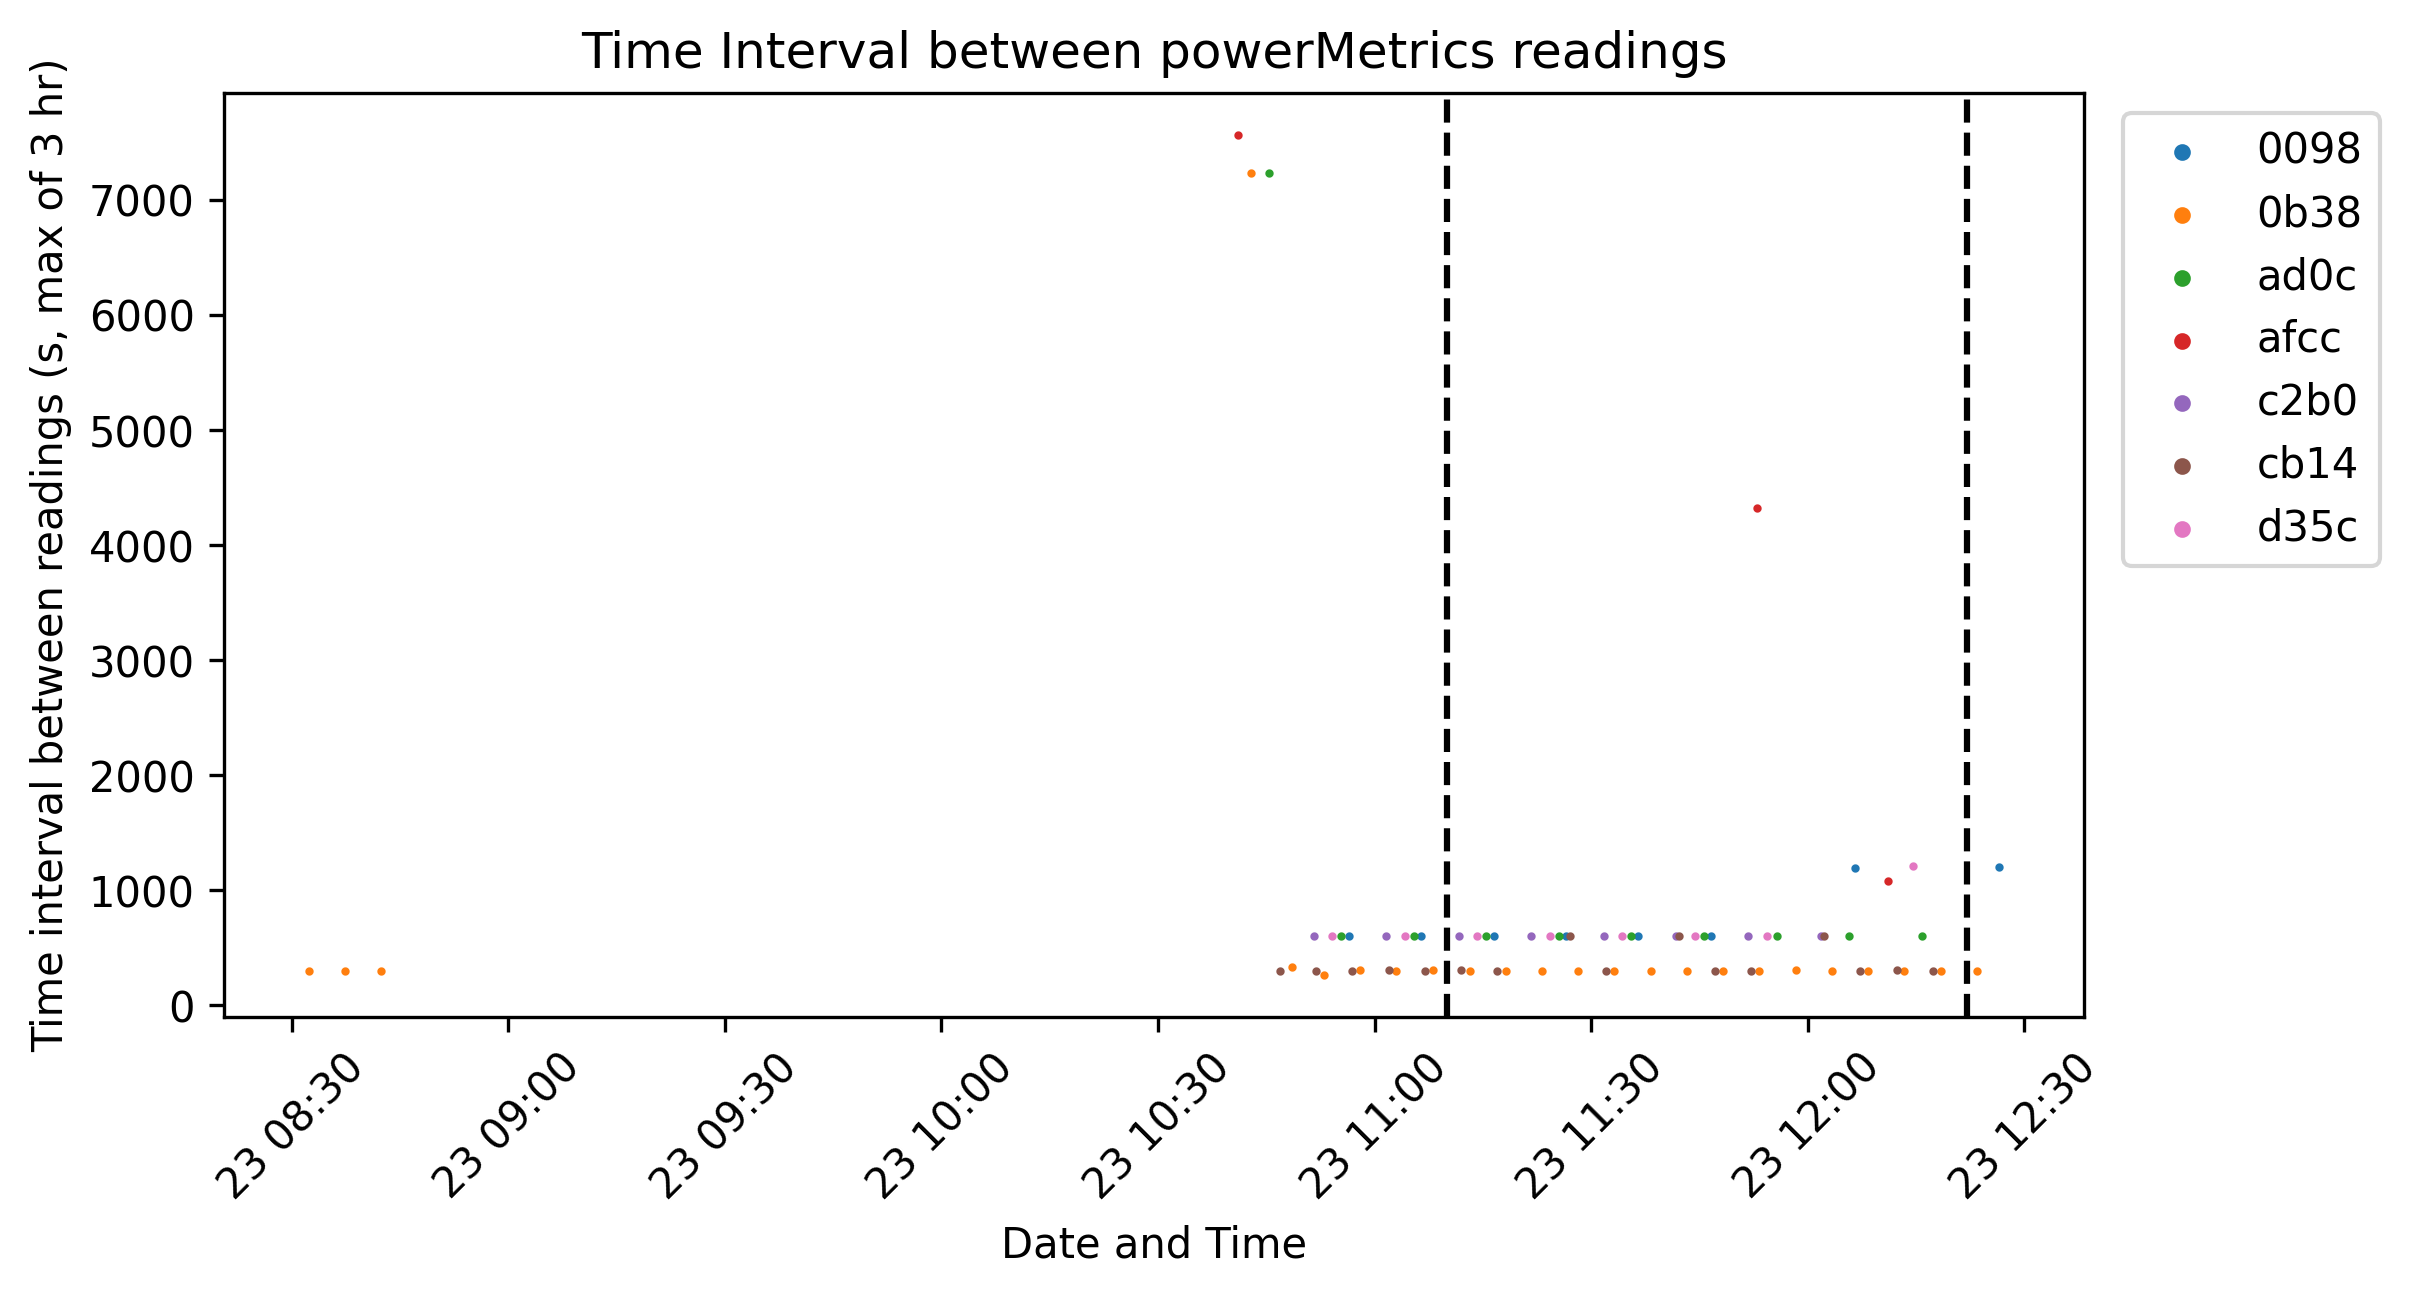 Time Interval between powerMetrics readings
Time interval between readings (s, max of 3 hr)
7000
6000
5000
4000
3000
2000
1000
0
23 08:30
23 09:00
23 09:30
23 10:00
23 10:30
23 11:00
23 11:30
23 12:00
23 12:30
Date and Time
0098
0b38
ad0c
afcc
c2b0
cb14
d35c